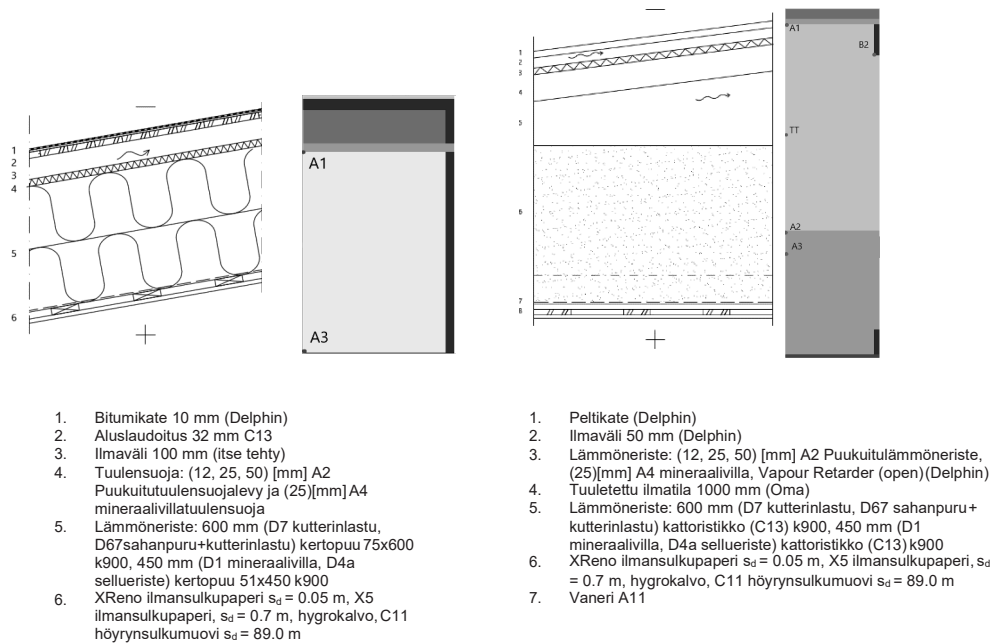 1
2
3
4
5
6
A1
A3
1
2
3
4
5
6
7
8
A1
B2
TT
A2
A3
1. Bitumikate 10 mm (Delphin)
2. Aluslaudoitus 32 mm C13
3. Ilmaväli 100 mm (itse tehty)
4. Tuulensuoja: (12, 25, 50) [mm] A2
Puukuitutuulensuojalevy ja (25)[mm] A4
mineraalivillatuulensuoja
5. Lämmöneriste: 600 mm (D7 kutterinlastu,
D67sahanpuru+kutterinlastu) kertopuu 75x600
k900, 450 mm (D1 mineraalivilla, D4a
sellueriste) kertopuu 51x450 k900
6. XReno ilmansulkupaperi sd = 0.05 m, X5
ilmansulkupaperi, sd = 0.7 m, hygrokalvo, C11
höyrynsulkumuovi sd = 89.0 m
1. Peltikate (Delphin)
2. Ilmaväli 50 mm (Delphin)
3. Lämmöneriste: (12, 25, 50) [mm] A2 Puukuitulämmöneriste,
(25)[mm] A4 mineraalivilla, Vapour Retarder (open)(Delphin)
4. Tuuletettu ilmatila 1000 mm (Oma)
5. Lämmöneriste: 600 mm (D7 kutterinlastu, D67 sahanpuru+
kutterinlastu) kattoristikko (C13) k900, 450 mm (D1
mineraalivilla, D4a sellueriste) kattoristikko (C13) k900
6. XReno ilmansulkupaperi sd = 0.05 m, X5 ilmansulkupaperi, sd
= 0.7 m, hygrokalvo, C11 höyrynsulkumuovi sd = 89.0 m
7. Vaneri A11